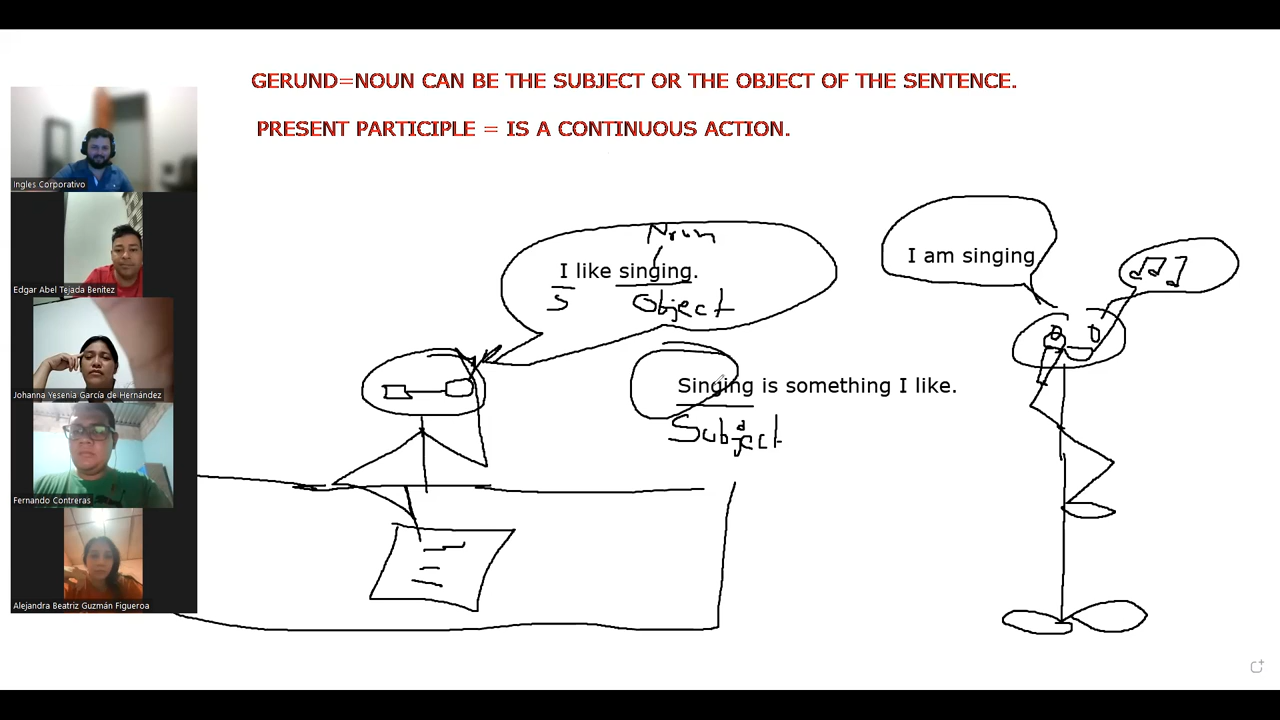 GERUND=NOUN CAN BE THE SUBJECT OR THE OBJECT OF THE SENTENCE.
PRESENT PARTICIPLE = IS A CONTINUOUS ACTION.
Ingles Corporativo
Edgar Abel Tejada Benitez
Johanna Yesenia García de Hernández
Fernando Contreras
Alejandra Beatriz Guzmán Figueroa
Noun
I like singing.
S Object
Singing is something I like.
Subject
I am singing